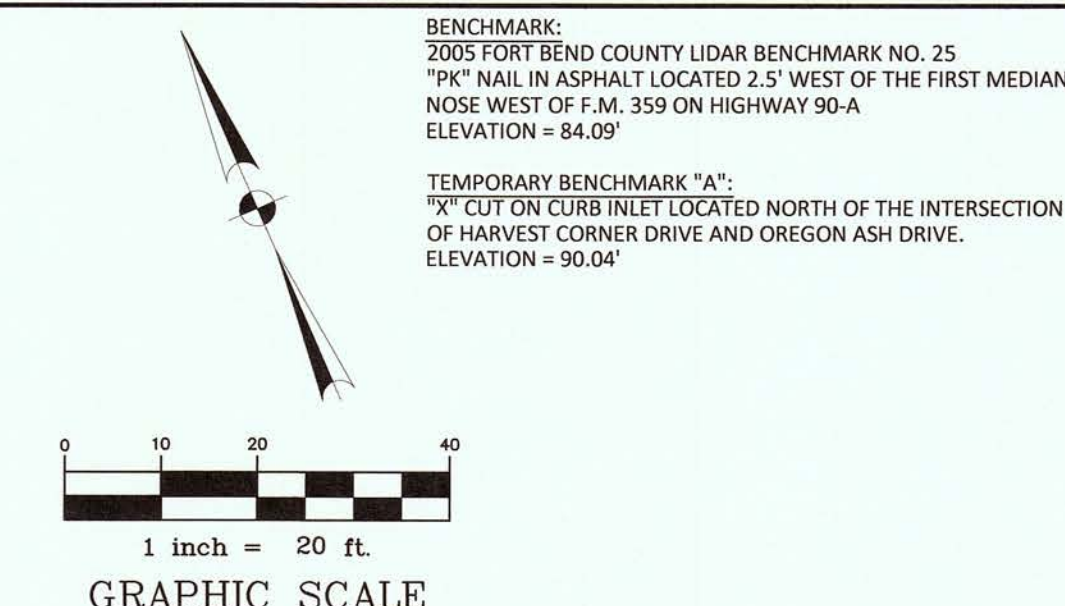 BENCHMARK:
2005 FORT BEND COUNTY LIDAR BENCHMARK NO. 25
"PK" NAIL IN ASPHALT LOCATED 2.5' WEST OF THE FIRST MEDIAN
NOSE WEST OF F.M. 359 ON HIGHWAY 90-A
ELEVATION = 84.09'
TEMPORARY BENCHMARK "A":
"X" CUT ON CURB INLET LOCATED NORTH OF THE INTERSECTION
OF HARVEST CORNER DRIVE AND OREGON ASH DRIVE.
ELEVATION = 90.04'
0 10 20 40
1 inch = 20 ft.
GRAPHIC SCALE